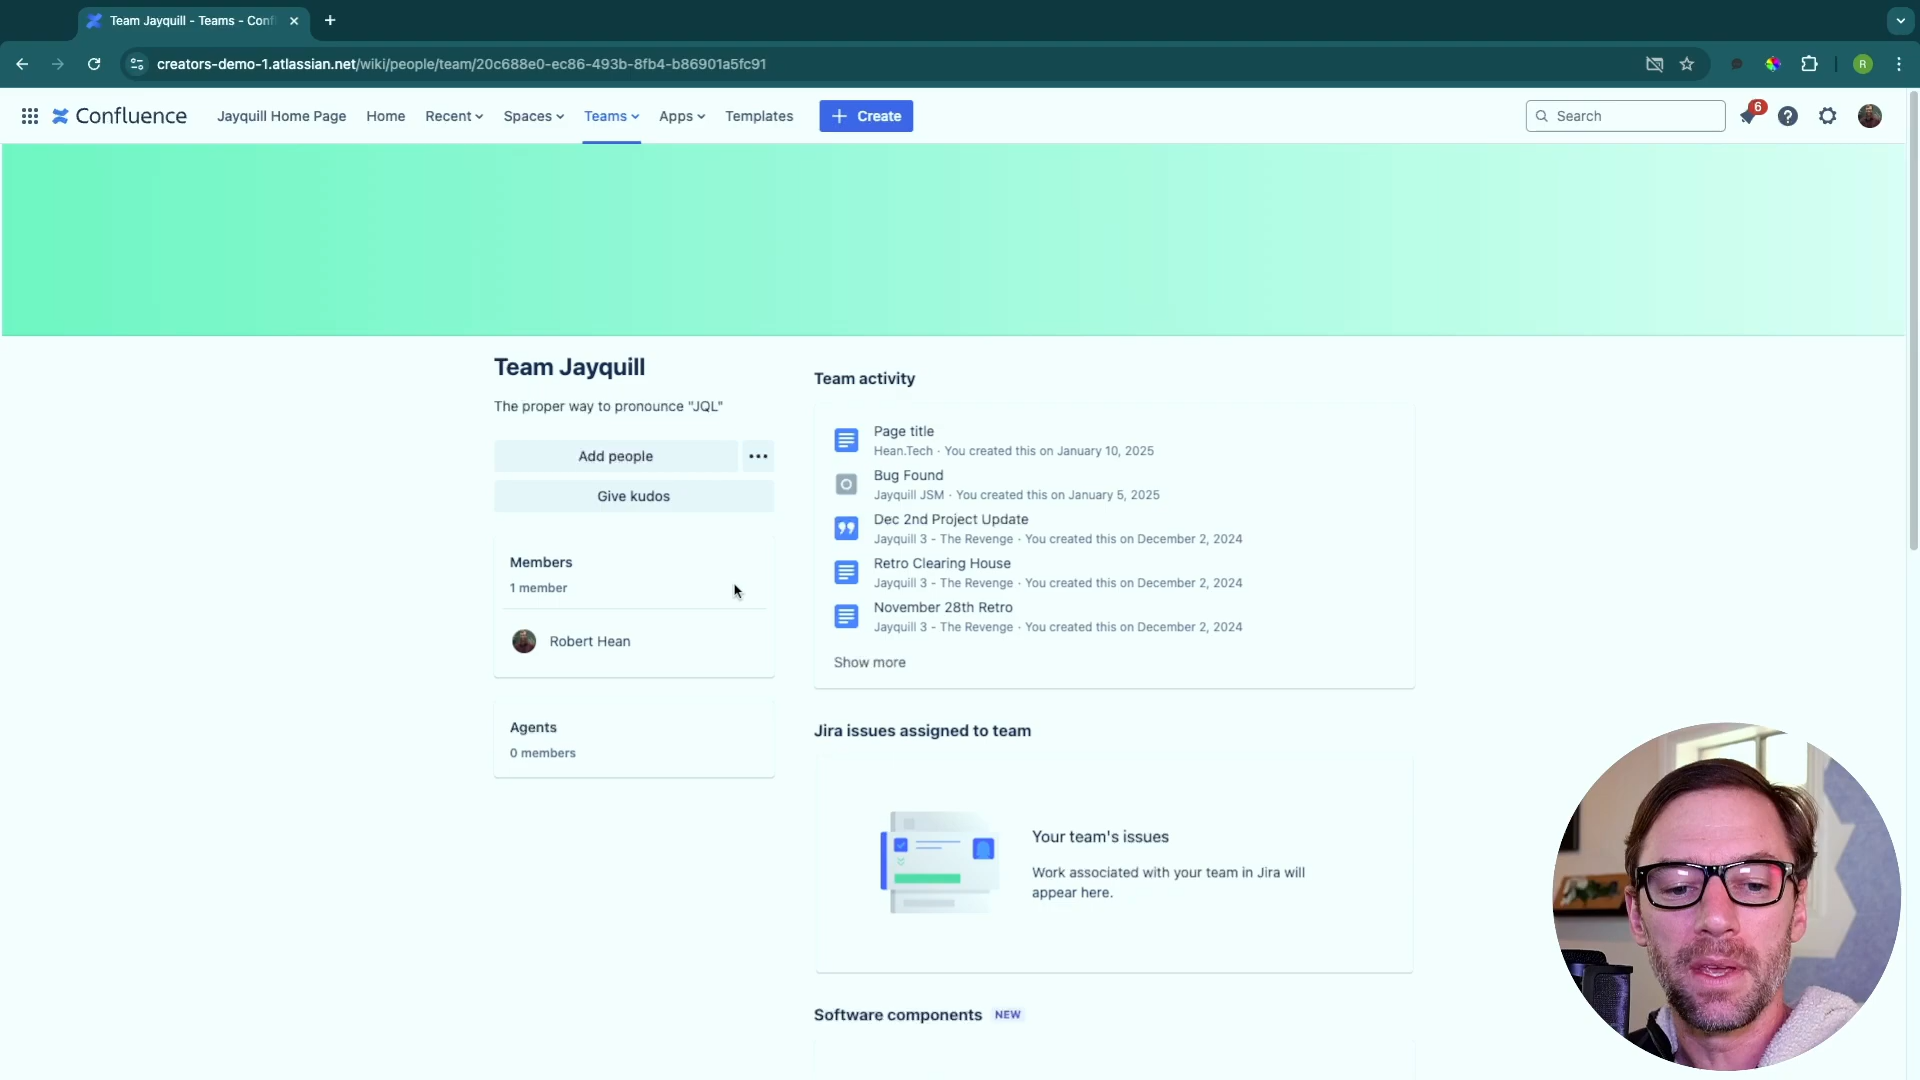 Team Jayquill - Teams - Conf
creators-demo-1.atlassian.net/wiki/people/team/20c688e0-ec86-493b-8fb4-b86901a5fc91
R
Confluence
Jayquill Home Page
Home
Recent
Spaces
Teams
Apps
Templates
+ Create
Search
6
Team Jayquill
The proper way to pronounce "JQL"
Add people
Give kudos
Members
1 member
Robert Hean
Agents
0 members
Team activity
Page title
Hean.Tech · You created this on January 10, 2025
Bug Found
Jayquill JSM · You created this on January 5, 2025
Dec 2nd Project Update
Jayquill 3 - The Revenge · You created this on December 2, 2024
Retro Clearing House
Jayquill 3 - The Revenge · You created this on December 2, 2024
November 28th Retro
Jayquill 3 - The Revenge · You created this on December 2, 2024
Show more
Jira issues assigned to team
Your team's issues
Work associated with your team in Jira will
appear here.
Software components NEW